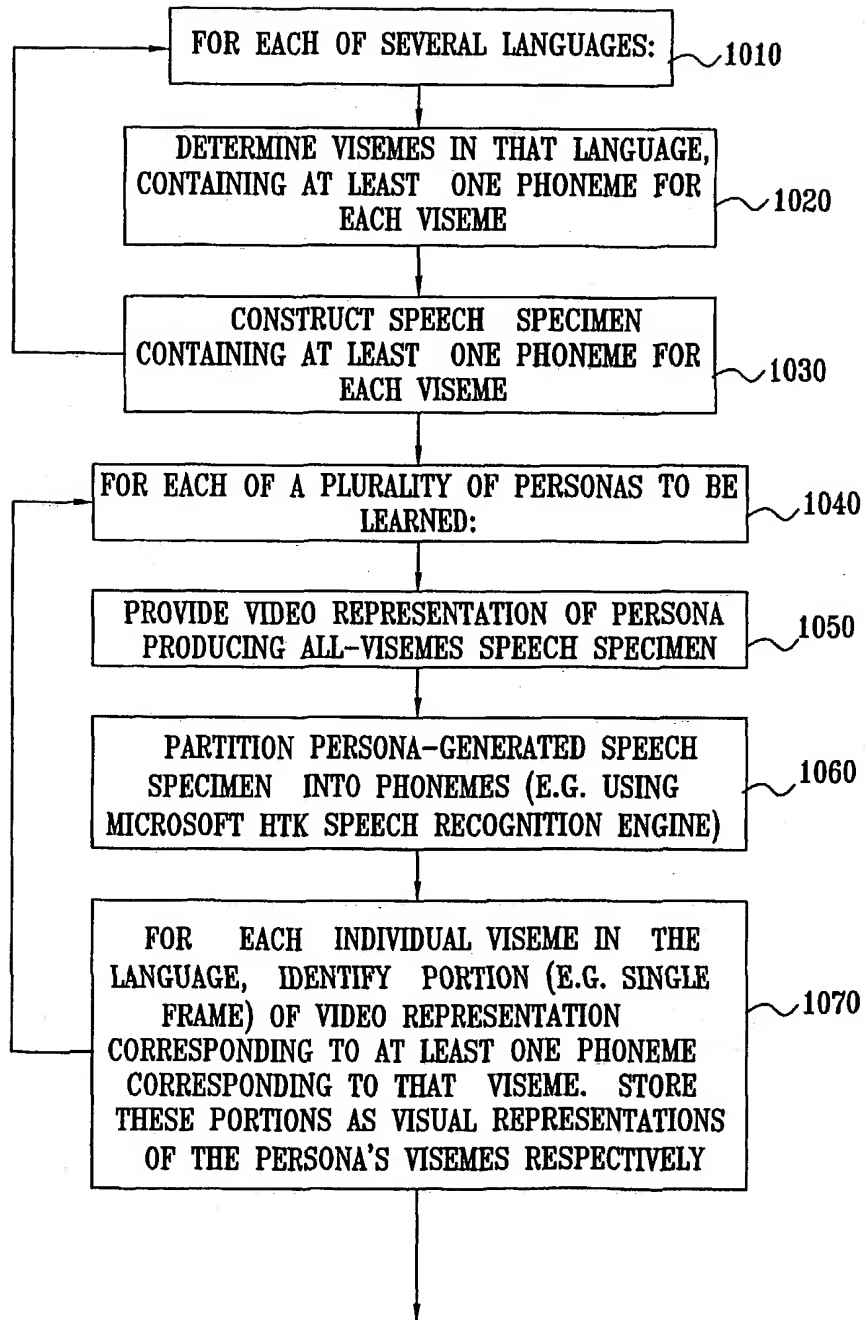 FOR EACH OF SEVERAL LANGUAGES:
1010
DETERMINE VISEMES IN THAT LANGUAGE,
CONTAINING AT LEAST ONE PHONEME FOR
EACH VISEME
1020
CONSTRUCT SPEECH SPECIMEN
CONTAINING AT LEAST ONE PHONEME FOR
EACH VISEME
1030
FOR EACH OF A PLURALITY OF PERSONAS TO BE
LEARNED:
1040
PROVIDE VIDEO REPRESENTATION OF PERSONA
PRODUCING ALL-VISEMES SPEECH SPECIMEN
1050
PARTITION PERSONA-GENERATED SPEECH
SPECIMEN INTO PHONEMES (E.G. USING
MICROSOFT HTK SPEECH RECOGNITION ENGINE)
1060
FOR EACH INDIVIDUAL VISEME IN THE
LANGUAGE, IDENTIFY PORTION (E.G. SINGLE
FRAME) OF VIDEO REPRESENTATION
CORRESPONDING TO AT LEAST ONE PHONEME
CORRESPONDING TO THAT VISEME. STORE
THESE PORTIONS AS VISUAL REPRESENTATIONS
OF THE PERSONA'S VISEMES RESPECTIVELY
1070